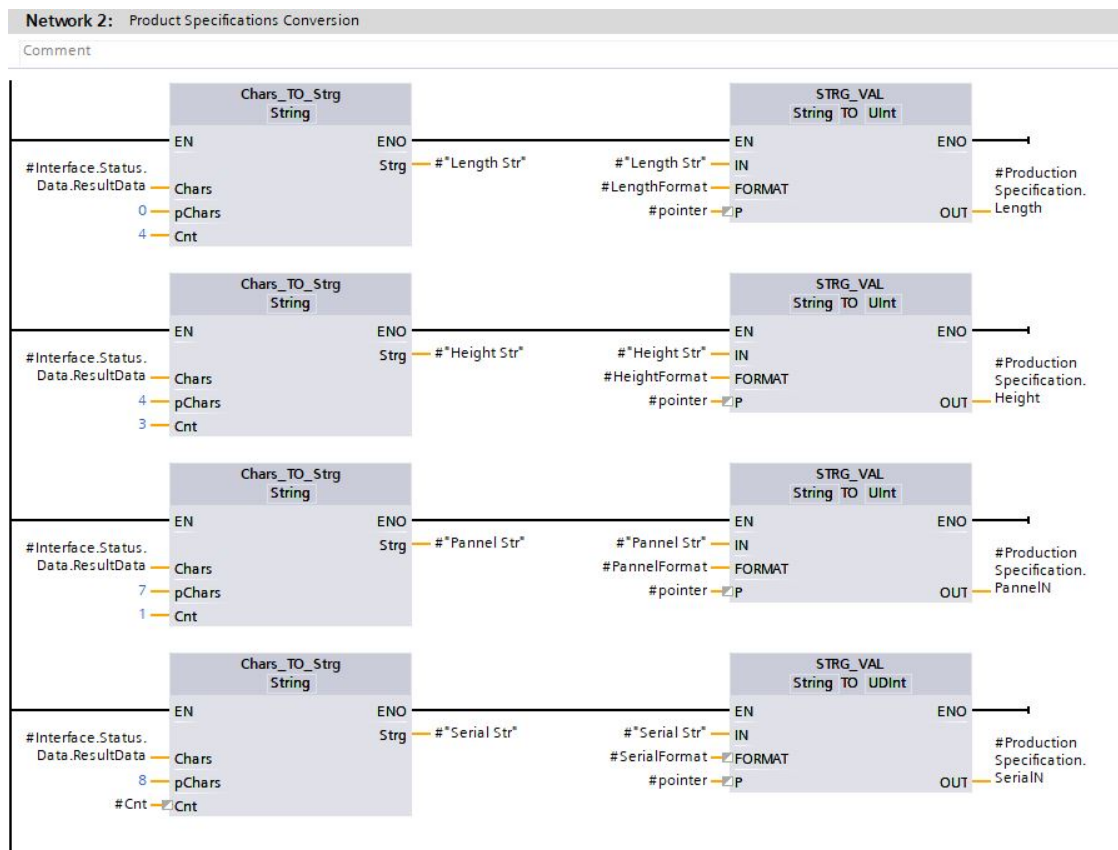 Network 2: Product Specifications Conversion
Comment
Chars_TO_Strg
String
STRG_VAL
String TO UInt
EN ENO
EN ENO
#Interface.Status.
Data.ResultData
Chars
Strg
#"Length Str"
#"Length Str"
IN
#LengthFormat
FORMAT
#Production
Specification.
Length
0
pChars
#pointer
P
OUT
4
Cnt
Chars_TO_Strg
String
STRG_VAL
String TO UInt
EN ENO
EN ENO
#Interface.Status.
Data.ResultData
Chars
Strg
#"Height Str"
#"Height Str"
IN
#HeightFormat
FORMAT
#Production
Specification.
Height
4
pChars
#pointer
P
OUT
3
Cnt
Chars_TO_Strg
String
STRG_VAL
String TO UInt
EN ENO
EN ENO
#Interface.Status.
Data.ResultData
Chars
Strg
#"Pannel Str"
#"Pannel Str"
IN
#PannelFormat
FORMAT
#Production
Specification.
PannelN
7
pChars
#pointer
P
OUT
1
Cnt
Chars_TO_Strg
String
STRG_VAL
String TO UDInt
EN ENO
EN ENO
#Interface.Status.
Data.ResultData
Chars
Strg
#"Serial Str"
#"Serial Str"
IN
#SerialFormat
FORMAT
#Production
Specification.
SerialN
8
pChars
#pointer
P
OUT
#Cnt
Cnt